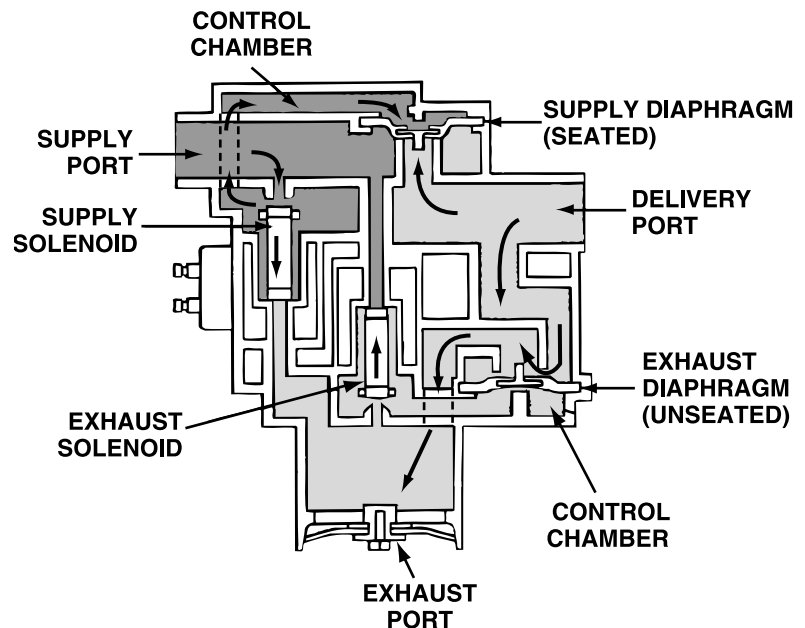 CONTROL
CHAMBER
SUPPLY DIAPHRAGM
(SEATED)
SUPPLY
PORT
DELIVERY
PORT
SUPPLY
SOLENOID
EXHAUST
DIAPHRAGM
(UNSEATED)
EXHAUST
SOLENOID
CONTROL
CHAMBER
EXHAUST
PORT